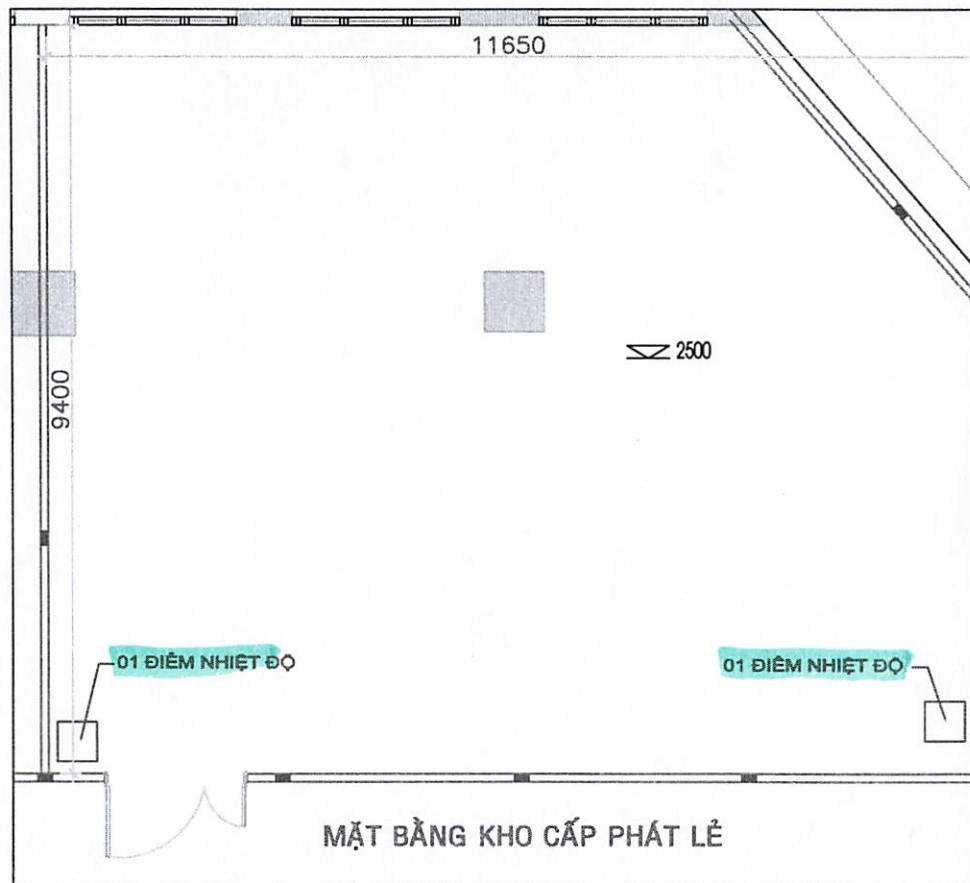 11650
2500
9400
01 ĐIỂM NHIỆT ĐỘ
01 ĐIỂM NHIỆT ĐỘ
MẶT BẰNG KHO CẤP PHÁT LẺ